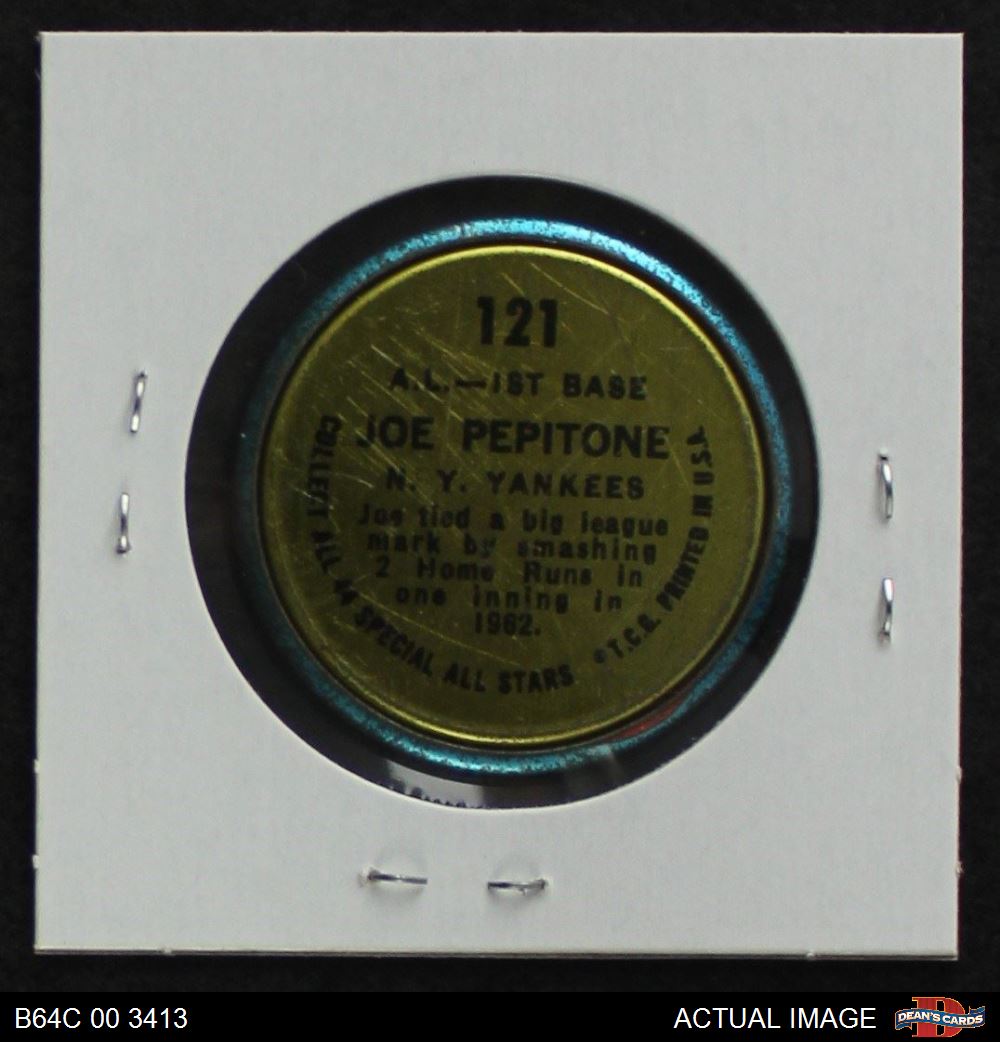 121
A.L.—1ST BASE
JOE PEPITONE
N. Y. YANKEES
Joe tied a big league
mark by smashing
2 Home Runs in
one inning in
1962.
COLLECT ALL 44 SPECIAL ALL STARS
©T.C.G. PRINTED IN U.S.A.
B64C 00 3413
ACTUAL IMAGE
DEAN'S CARDS